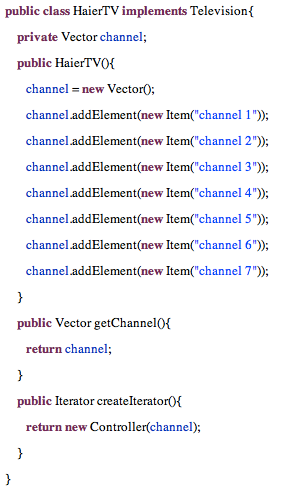 public class HaierTV implements Television{
private Vector channel;
public HaierTV(){
channel = new Vector();
channel.addElement(new Item("channel 1"));
channel.addElement(new Item("channel 2"));
channel.addElement(new Item("channel 3"));
channel.addElement(new Item("channel 4"));
channel.addElement(new Item("channel 5"));
channel.addElement(new Item("channel 6"));
channel.addElement(new Item("channel 7"));
}
public Vector getChannel(){
return channel;
}
public Iterator createIterator(){
return new Controller(channel);
}
}